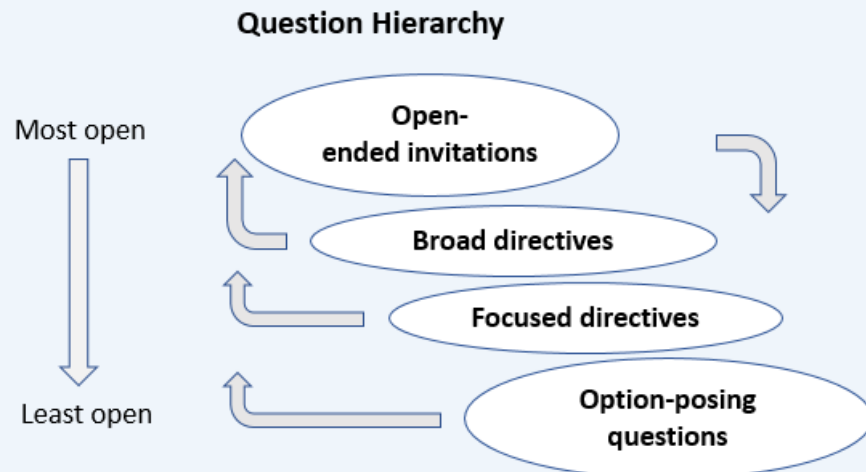 Question Hierarchy
Most open
Open-
ended invitations
Broad directives
Focused directives
Least open
Option-posing
questions